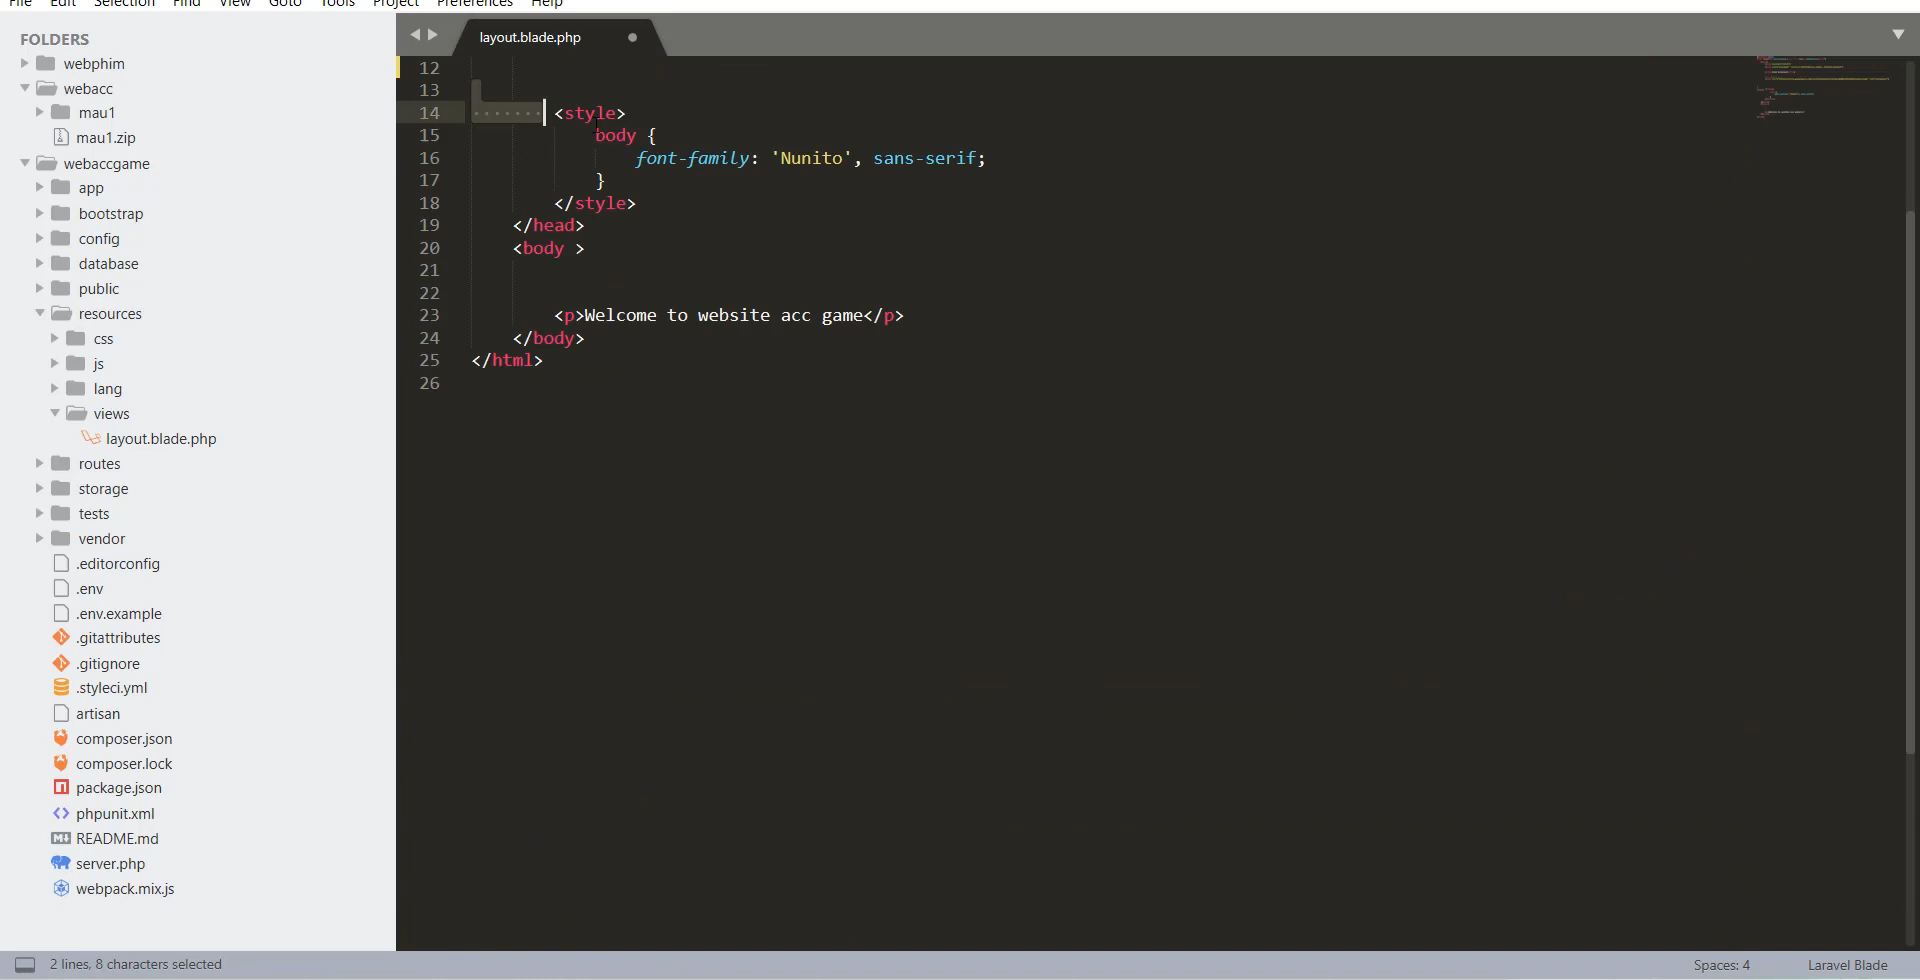 File Edit Selection Find View Goto Tools Project Preferences Help
FOLDERS
webphim
webacc
mau1
mau1.zip
webaccgame
app
bootstrap
config
database
public
resources
css
js
lang
views
layout.blade.php
routes
storage
tests
vendor
.editorconfig
.env
.env.example
.gitattributes
.gitignore
.styleci.yml
artisan
composer.json
composer.lock
package.json
phpunit.xml
README.md
server.php
webpack.mix.js
layout.blade.php
12
13
14 <style>
15 body {
16 font-family: 'Nunito', sans-serif;
17 }
18 </style>
19 </head>
20 <body >
21
22
23 <p>Welcome to website acc game</p>
24 </body>
25 </html>
26
2 lines, 8 characters selected
Spaces: 4 Laravel Blade